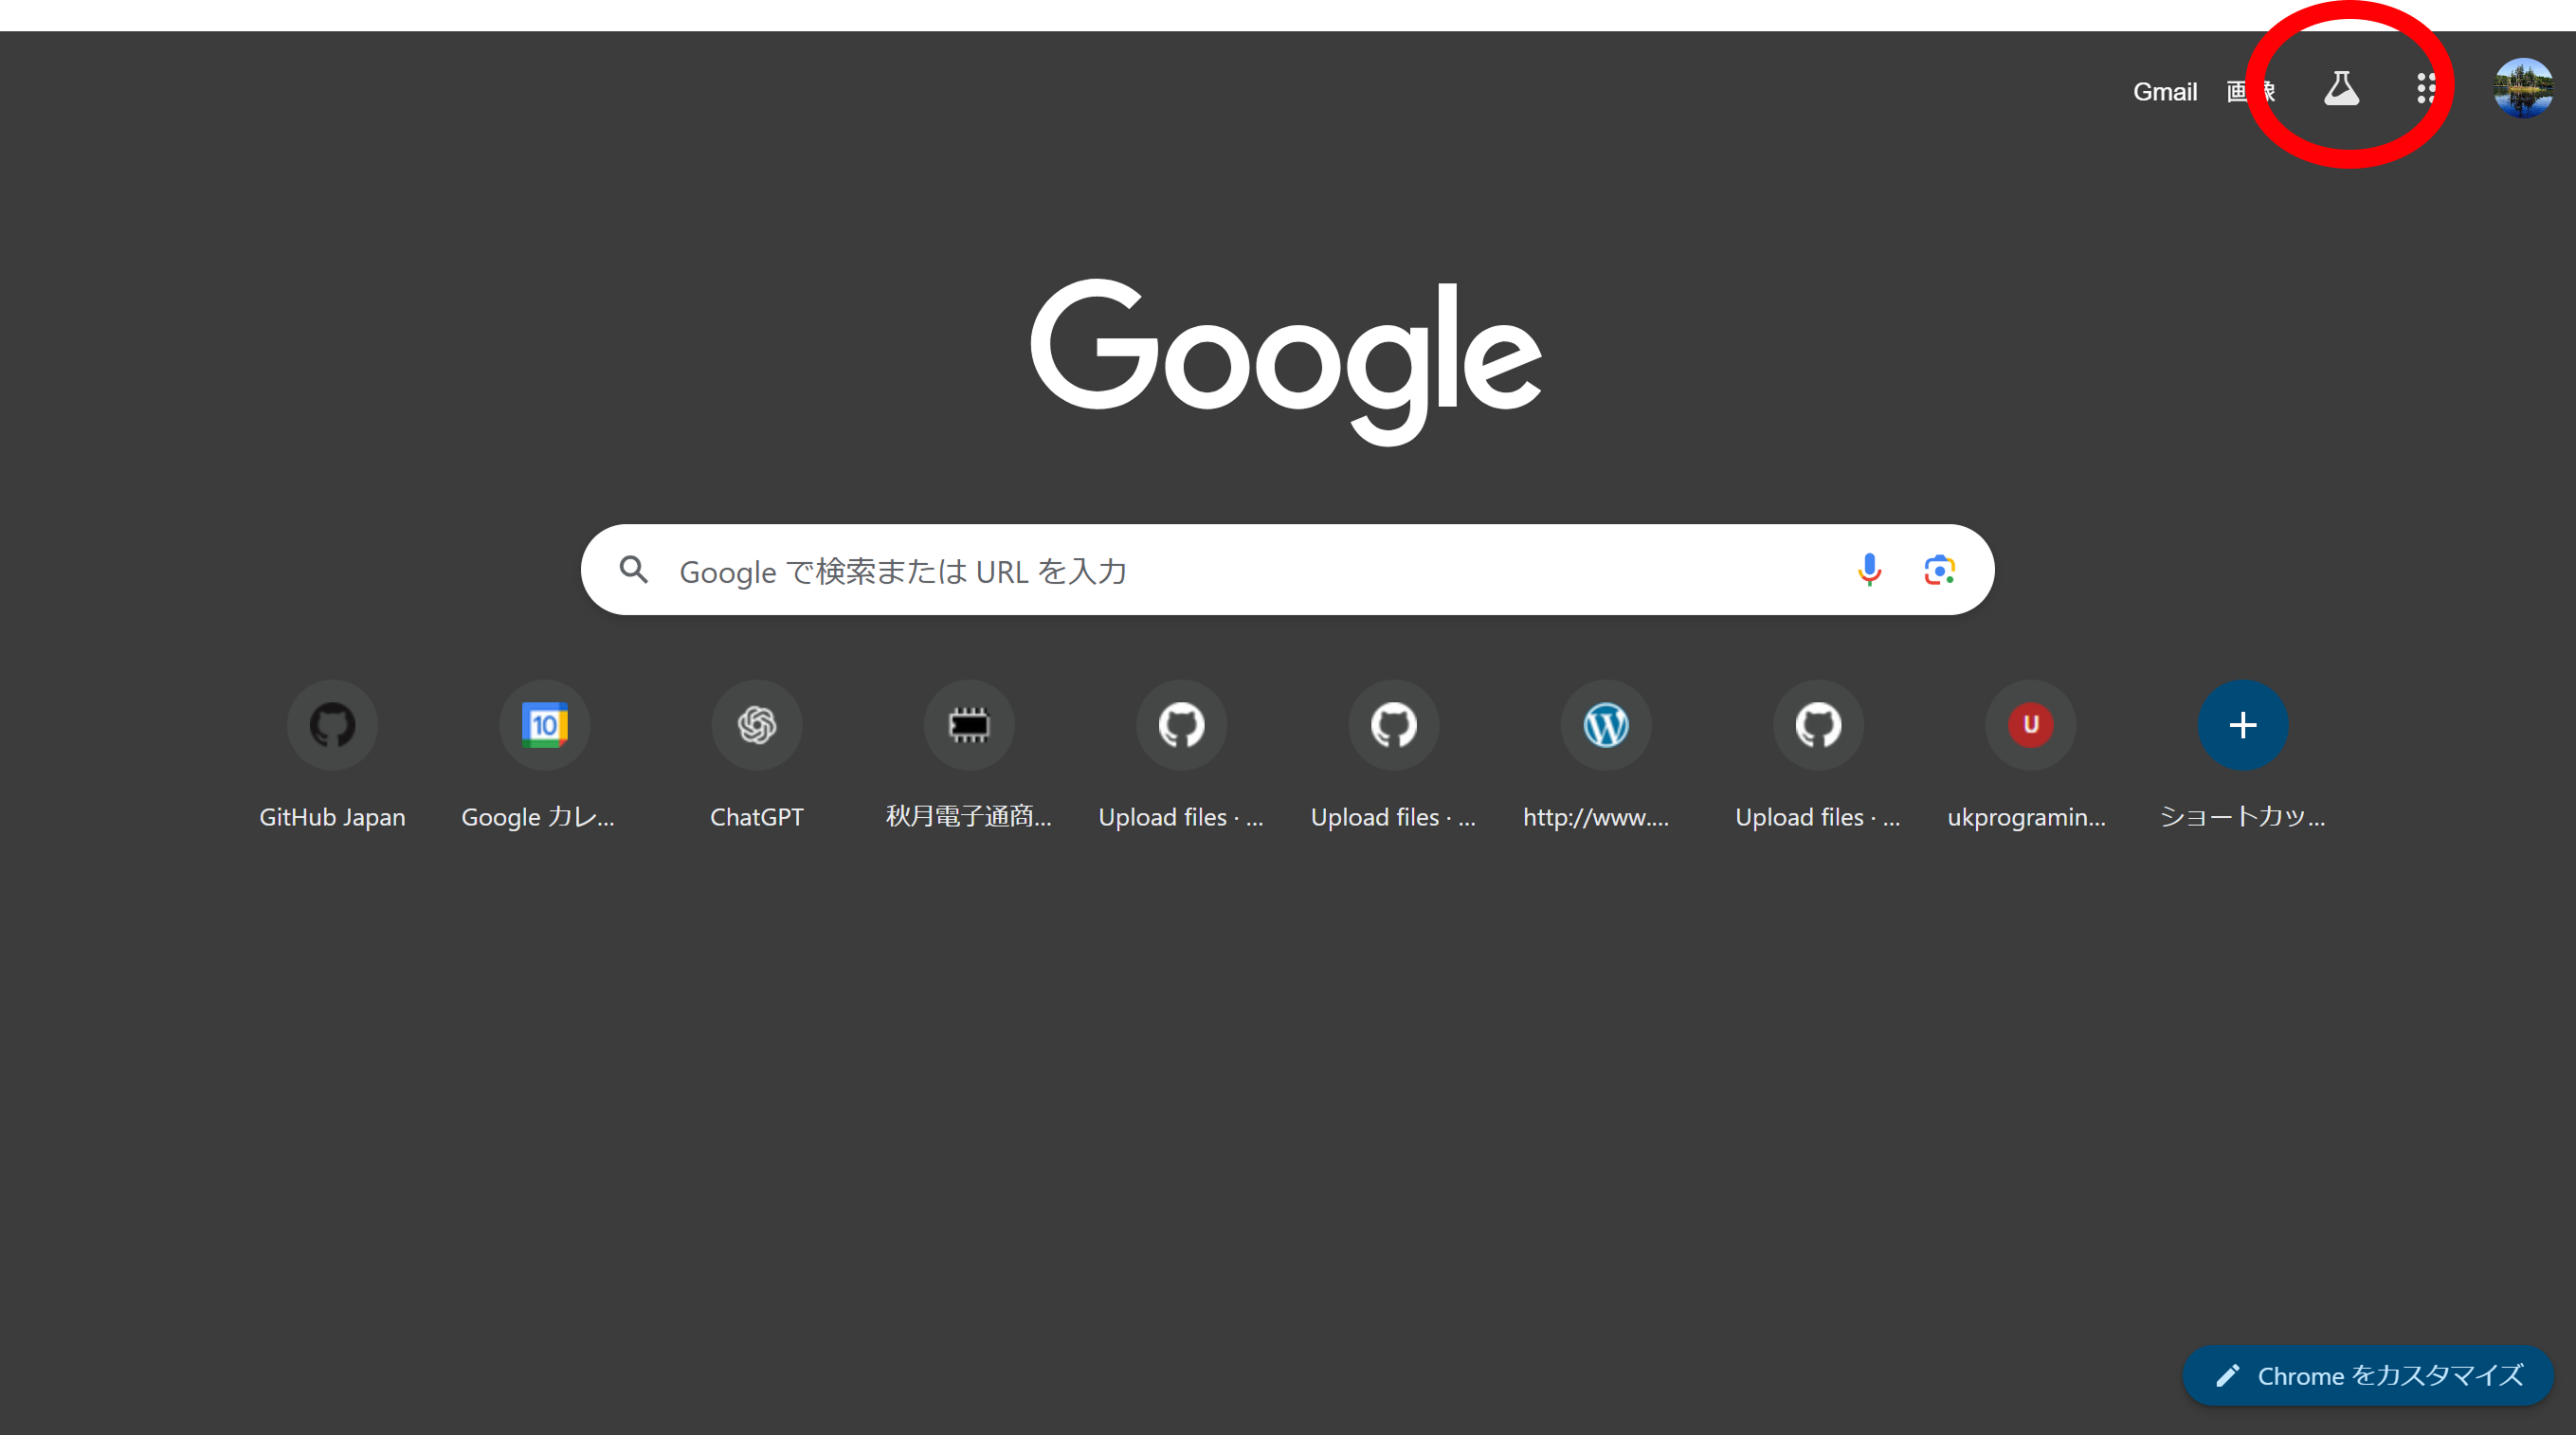 Gmail 画像
Google
Google で検索または URL を入力
10
U
GitHub Japan
Google カレ...
ChatGPT
秋月電子通商...
Upload files · ...
Upload files · ...
http://www....
Upload files · ...
ukprogramin...
ショートカッ...
Chrome をカスタマイズ